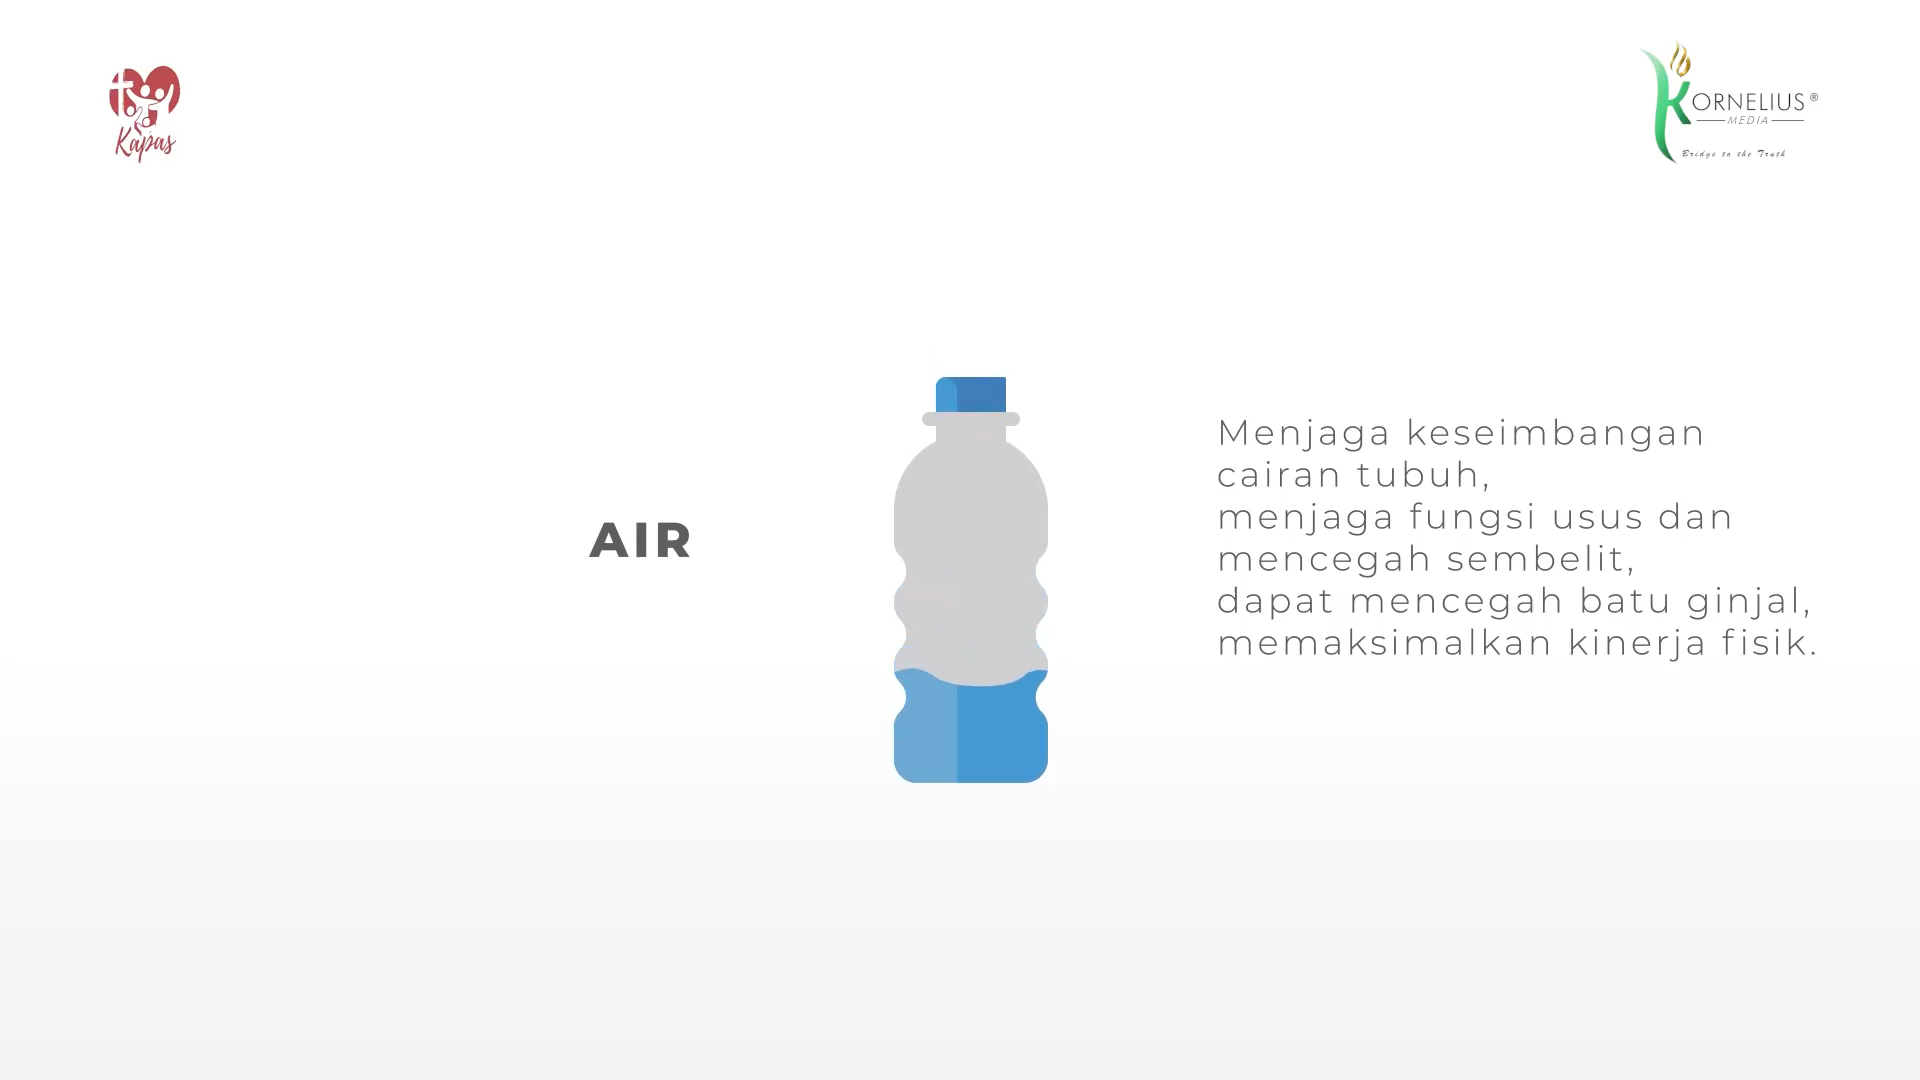 Kapas
KORNELIUS®
MEDIA
Bridge to the Truth
AIR
Menjaga keseimbangan
cairan tubuh,
menjaga fungsi usus dan
mencegah sembelit,
dapat mencegah batu ginjal,
memaksimalkan kinerja fisik.